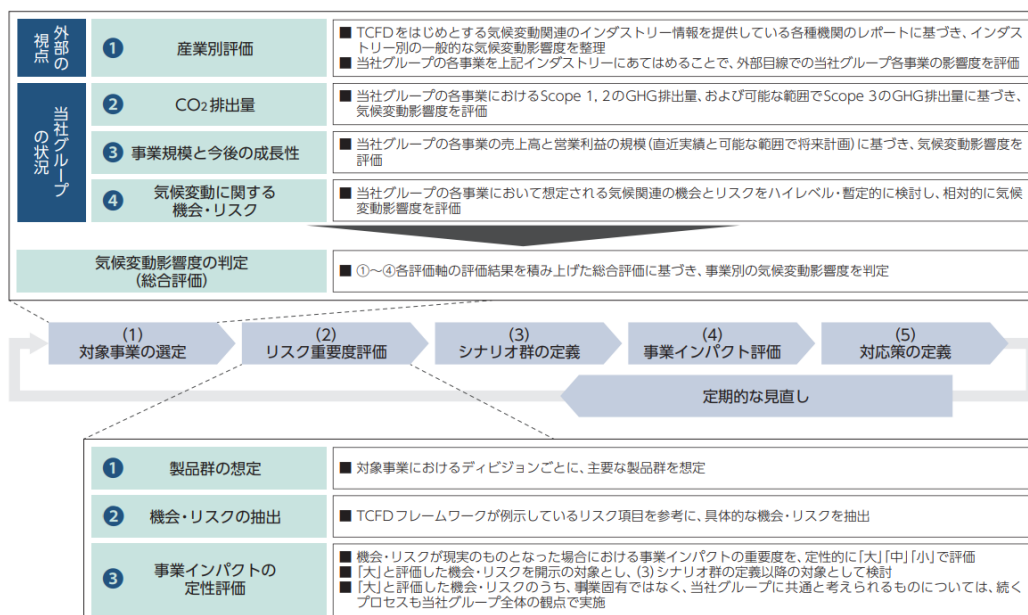 外部の視点
❶ 産業別評価
■ TCFDをはじめとする気候変動関連のインダストリー情報を提供している各種機関のレポートに基づき、インダ
ストリー別の一般的な気候変動影響度を整理
■ 当社グループの各事業を上記インダストリーにあてはめることで、外部目線での当社グループ各事業の影響度を評価
当社グループの状況
❷ CO2排出量
■ 当社グループの各事業におけるScope 1, 2のGHG排出量、および可能な範囲でScope 3のGHG排出量に基づき、
気候変動影響度を評価
❸ 事業規模と今後の成長性
■ 当社グループの各事業の売上高と営業利益の規模(直近実績と可能な範囲で将来計画)に基づき、気候変動影響度を
評価
❹ 気候変動に関する
機会・リスク
■ 当社グループの各事業において想定される気候関連の機会とリスクをハイレベル・暫定的に検討し、相対的に気候
変動影響度を評価
気候変動影響度の判定
(総合評価)
■ ①~④各評価軸の評価結果を積み上げた総合評価に基づき、事業別の気候変動影響度を判定
(1)
対象事業の選定
(2)
リスク重要度評価
(3)
シナリオ群の定義
(4)
事業インパクト評価
(5)
対応策の定義
定期的な見直し
❶ 製品群の想定
■ 対象事業におけるディビジョンごとに、主要な製品群を想定
❷ 機会・リスクの抽出
■ TCFDフレームワークが例示しているリスク項目を参考に、具体的な機会・リスクを抽出
❸ 事業インパクトの
定性評価
■ 機会・リスクが現実のものとなった場合における事業インパクトの重要度を、定性的に「大」「中」「小」で評価
■ 「大」と評価した機会・リスクを開示の対象とし、(3)シナリオ群の定義以降の対象として検討
■ 「大」と評価した機会・リスクのうち、事業固有ではなく、当社グループに共通と考えられるものについては、続く
プロセスも当社グループ全体の観点で実施